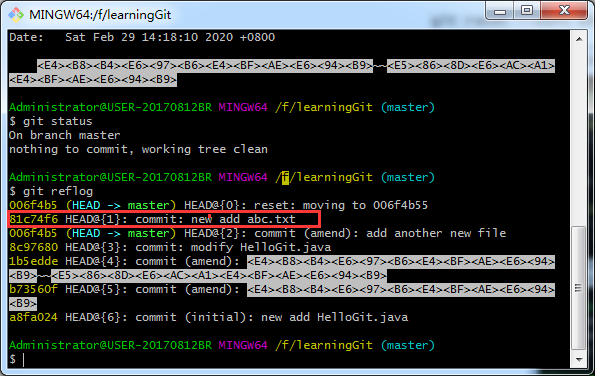 MINGW64:/f/learningGit
Date:   Sat Feb 29 14:18:10 2020 +0800
<E4><B8><B4><E6><97><B6><E4><BF><AE><E6><94><B9>~~<E5><86><8D><E6><AC><A1>
<E4><BF><AE><E6><94><B9>
Administrator@USER-20170812BR MINGW64 /f/learningGit (master)
$ git status
On branch master
nothing to commit, working tree clean
Administrator@USER-20170812BR MINGW64 /f/learningGit (master)
$ git reflog
006f4b5 (HEAD -> master) HEAD@{0}: reset: moving to 006f4b55
81c74f6 HEAD@{1}: commit: new add abc.txt
006f4b5 (HEAD -> master) HEAD@{2}: commit (amend): add another new file
8c97680 HEAD@{3}: commit: modify HelloGit.java
1b5edde HEAD@{4}: commit (amend): <E4><B8><B4><E6><97><B6><E4><BF><AE><E6><94>
<B9>~~<E5><86><8D><E6><AC><A1><E4><BF><AE><E6><94><B9>
b73560f HEAD@{5}: commit (amend): <E4><B8><B4><E6><97><B6><E4><BF><AE><E6><94>
<B9>
a8fa024 HEAD@{6}: commit (initial): new add HelloGit.java
Administrator@USER-20170812BR MINGW64 /f/learningGit (master)
$